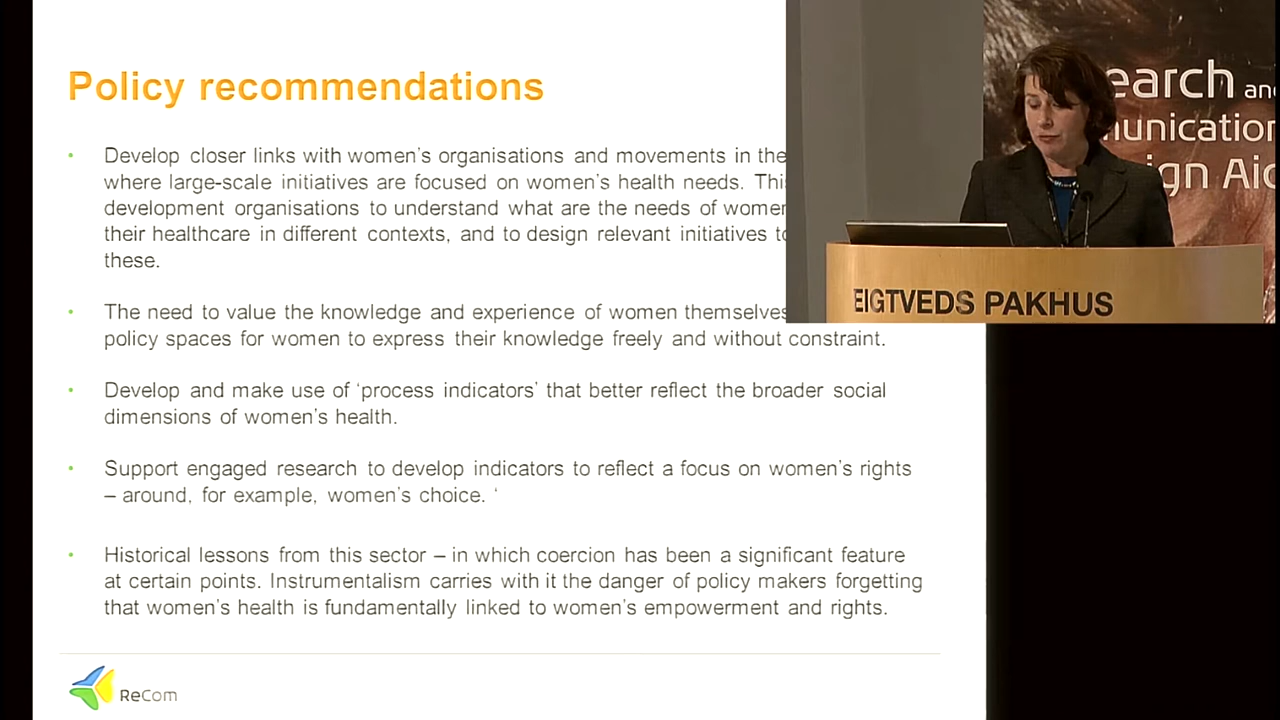 Policy recommendations
• Develop closer links with women's organisations and movements in the
where large-scale initiatives are focused on women's health needs.
development organisations to understand what are the needs of
their healthcare in different contexts, and to design relevant initiatives
these.
• The need to value the knowledge and experience of women themselves
policy spaces for women to express their knowledge freely and without constraint.
• Develop and make use of 'process indicators' that better reflect the broader social
dimensions of women's health.
• Support engaged research to develop indicators to reflect a focus on women's rights
– around, for example, women's choice. '
• Historical lessons from this sector – in which coercion has been a significant feature
at certain points. Instrumentalism carries with it the danger of policy makers forgetting
that women's health is fundamentally linked to women's empowerment and rights.
ReCom
EIGTVEDS PAKHUS